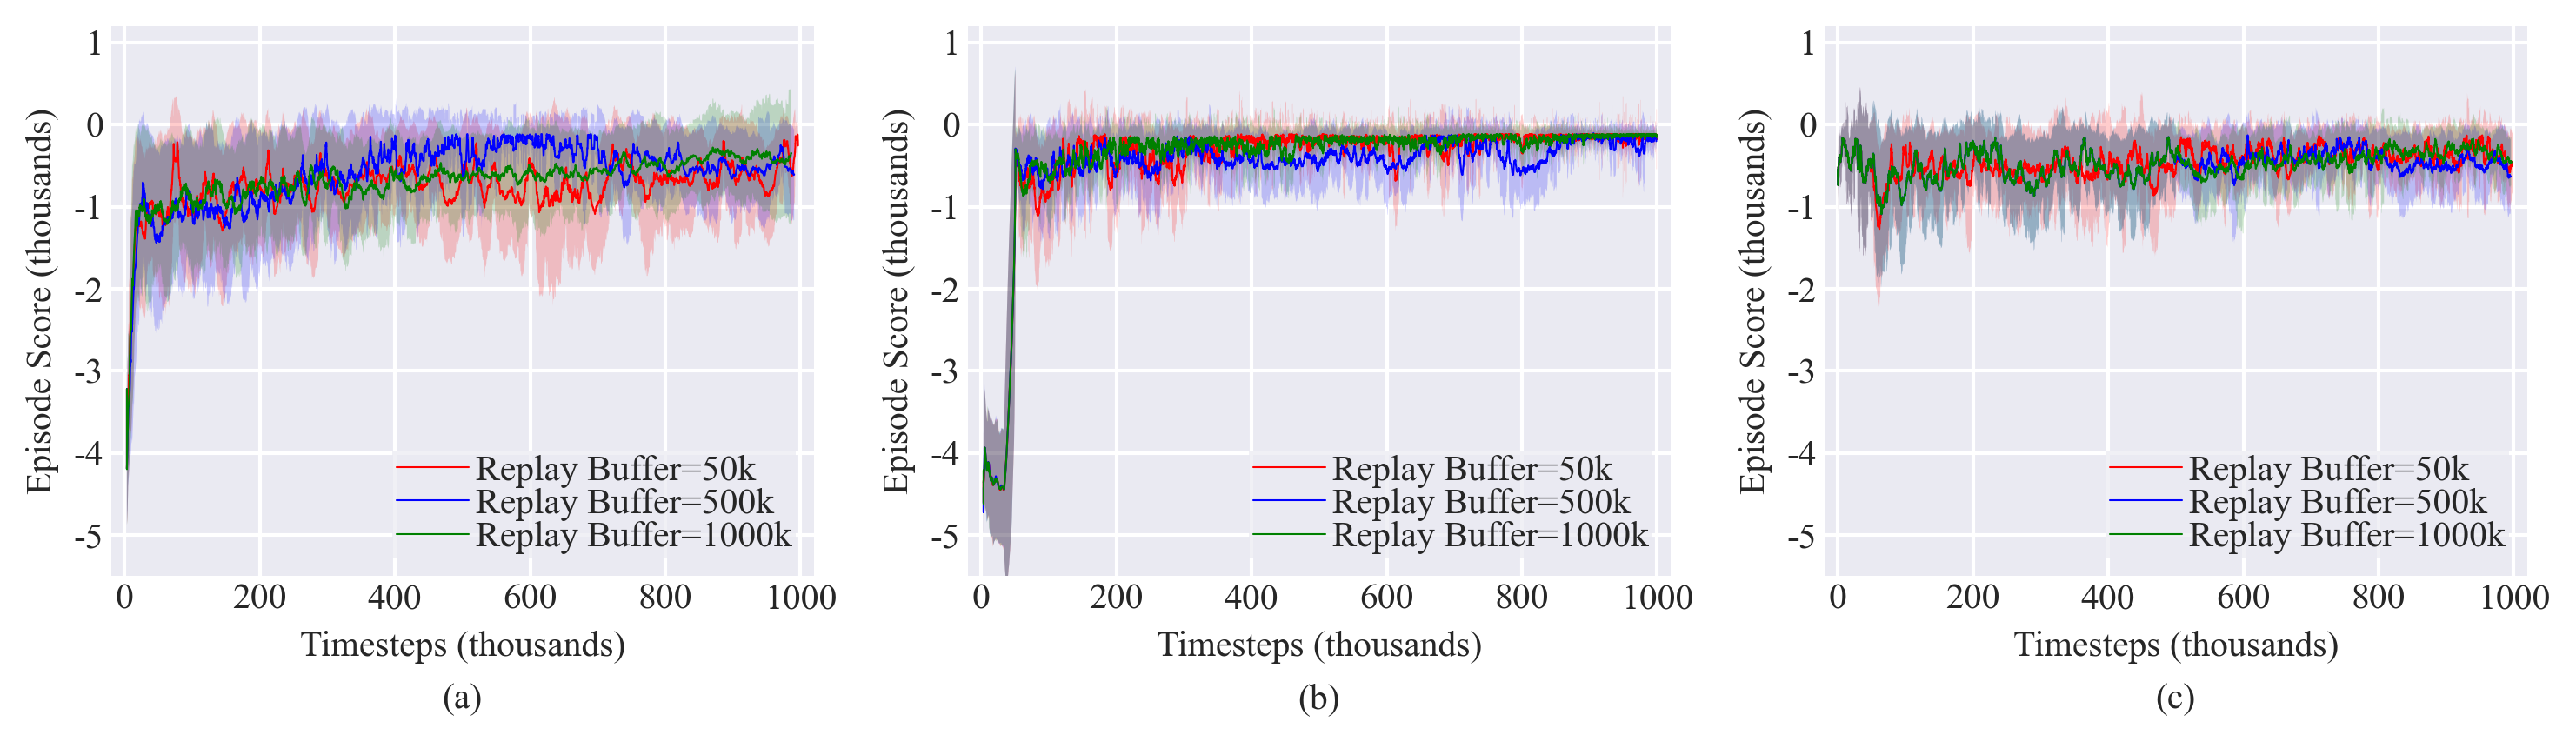 1
0
-1
-2
-3
-4
-5
Episode Score (thousands)
Replay Buffer=50k
Replay Buffer=500k
Replay Buffer=1000k
0 200 400 600 800 1000
Timesteps (thousands)
(a)
1
0
-1
-2
-3
-4
-5
Episode Score (thousands)
Replay Buffer=50k
Replay Buffer=500k
Replay Buffer=1000k
0 200 400 600 800 1000
Timesteps (thousands)
(b)
1
0
-1
-2
-3
-4
-5
Episode Score (thousands)
Replay Buffer=50k
Replay Buffer=500k
Replay Buffer=1000k
0 200 400 600 800 1000
Timesteps (thousands)
(c)